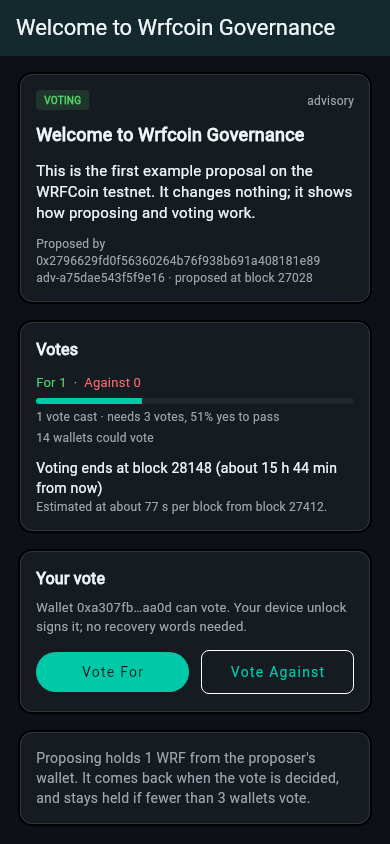 Welcome to Wrfcoin Governance
VOTING
advisory
Welcome to Wrfcoin Governance
This is the first example proposal on the
WRFCoin testnet. It changes nothing; it shows
how proposing and voting work.
Proposed by
0x2796629fd0f56360264b76f938b691a408181e89
adv-a75dae543f5f9e16 · proposed at block 27028
Votes
For 1 · Against 0
1 vote cast · needs 3 votes, 51% yes to pass
14 wallets could vote
Voting ends at block 28148 (about 15 h 44 min
from now)
Estimated at about 77 s per block from block 27412.
Your vote
Wallet 0xa307fb…aa0d can vote. Your device unlock
signs it; no recovery words needed.
Vote For
Vote Against
Proposing holds 1 WRF from the proposer's
wallet. It comes back when the vote is decided,
and stays held if fewer than 3 wallets vote.